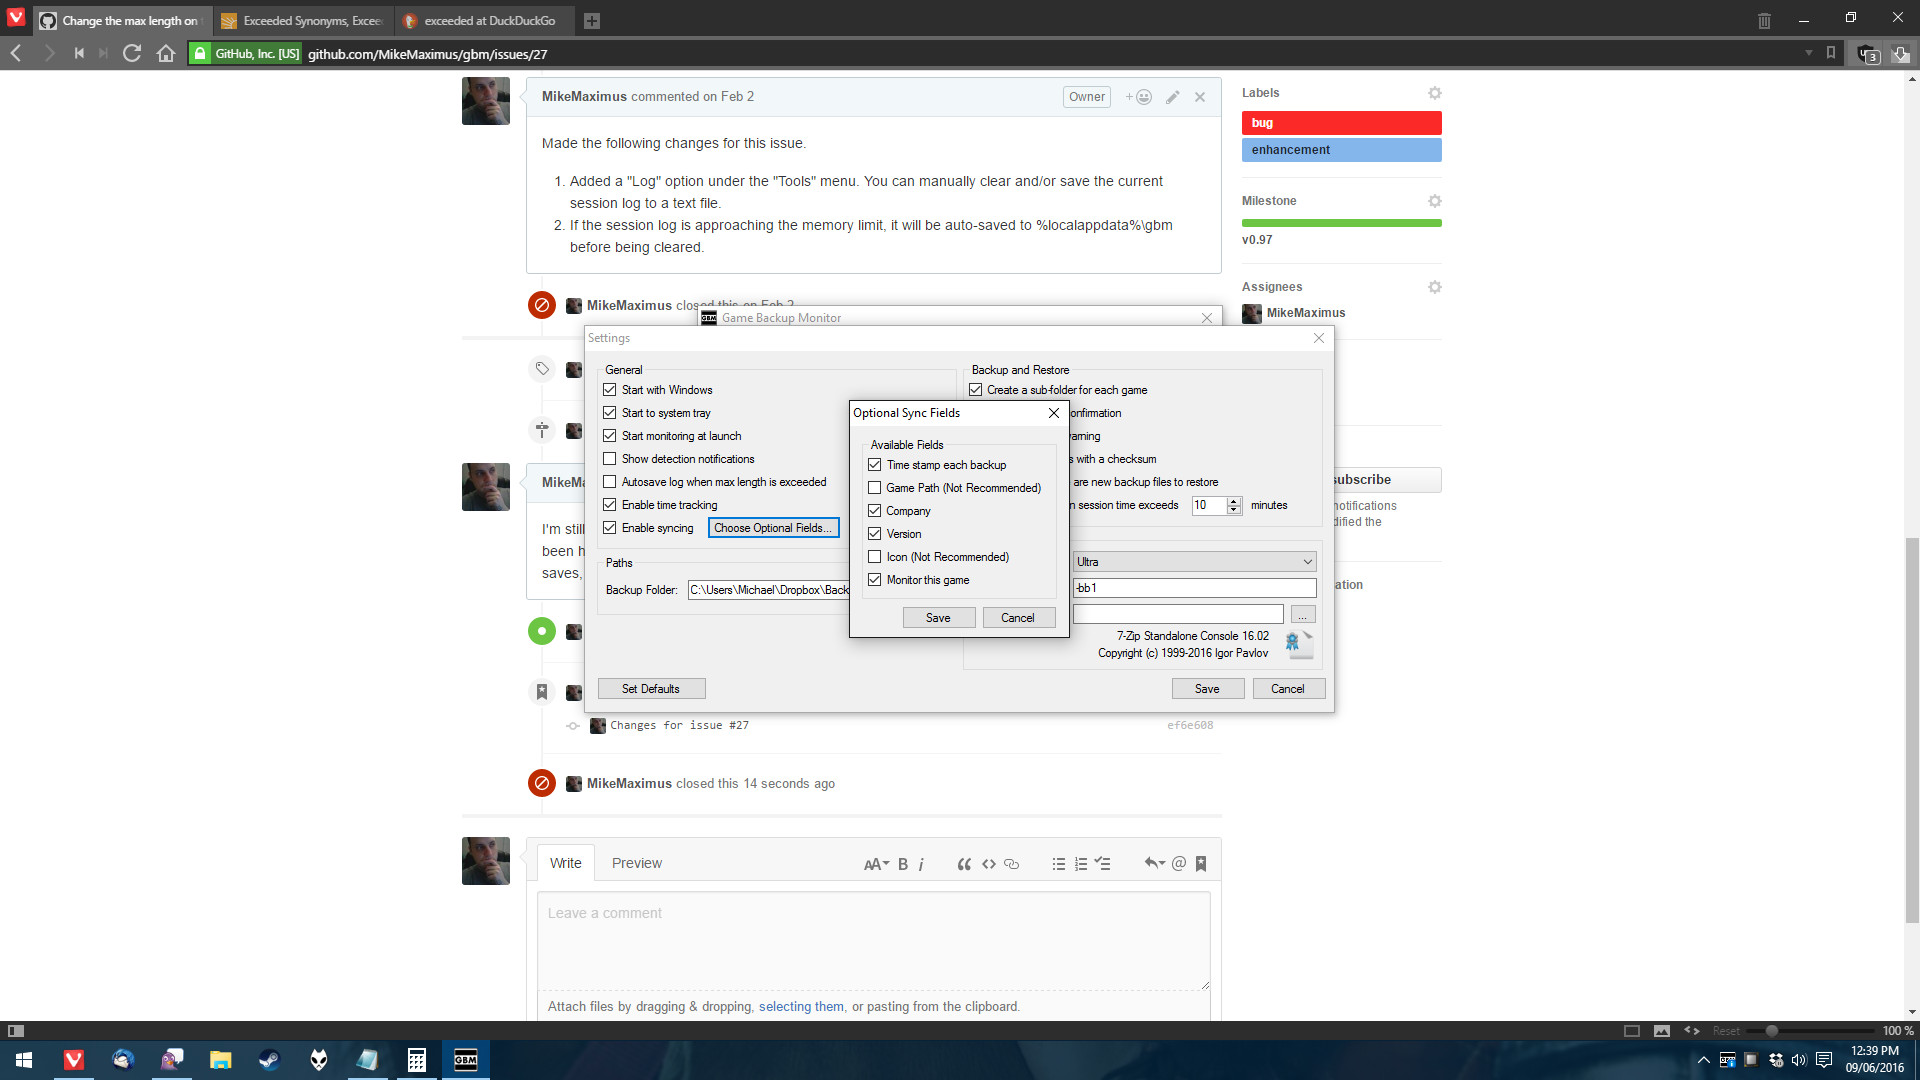 Change the max length on
Exceeded Synonyms, Excee
exceeded at DuckDuckGo
GitHub, Inc. [US]
github.com/MikeMaximus/gbm/issues/27
3
MikeMaximus commented on Feb 2
Owner
Made the following changes for this issue.
1. Added a "Log" option under the "Tools" menu. You can manually clear and/or save the current
session log to a text file.
2. If the session log is approaching the memory limit, it will be auto-saved to %localappdata%\gbm
before being cleared.
Labels
bug
enhancement
Milestone
v0.97
Assignees
MikeMaximus
MikeMaximus closed this on Feb 2
GBM
Game Backup Monitor
Settings
General
Start with Windows
Start to system tray
Start monitoring at launch
Show detection notifications
Autosave log when max length is exceeded
Enable time tracking
Enable syncing
Choose Optional Fields...
Paths
Backup Folder:
C:\Users\Michael\Dropbox\Back
Set Defaults
Backup and Restore
Create a sub-folder for each game
onfirmation
s with a checksum
are new backup files to restore
n session time exceeds
10
minutes
Ultra
-bb1
...
7-Zip Standalone Console 16.02
Copyright (c) 1999-2016 Igor Pavlov
Save
Cancel
Optional Sync Fields
Available Fields
Time stamp each backup
Game Path (Not Recommended)
Company
Version
Icon (Not Recommended)
Monitor this game
Save
Cancel
MikeMa
I'm still
been h
saves,
subscribe
notifications
dified the
ation
Changes for issue #27
ef6e608
MikeMaximus closed this 14 seconds ago
Write
Preview
AA
B
i
@
Leave a comment
Attach files by dragging & dropping, selecting them, or pasting from the clipboard.
Reset
100 %
GBM
12:39 PM
09/06/2016